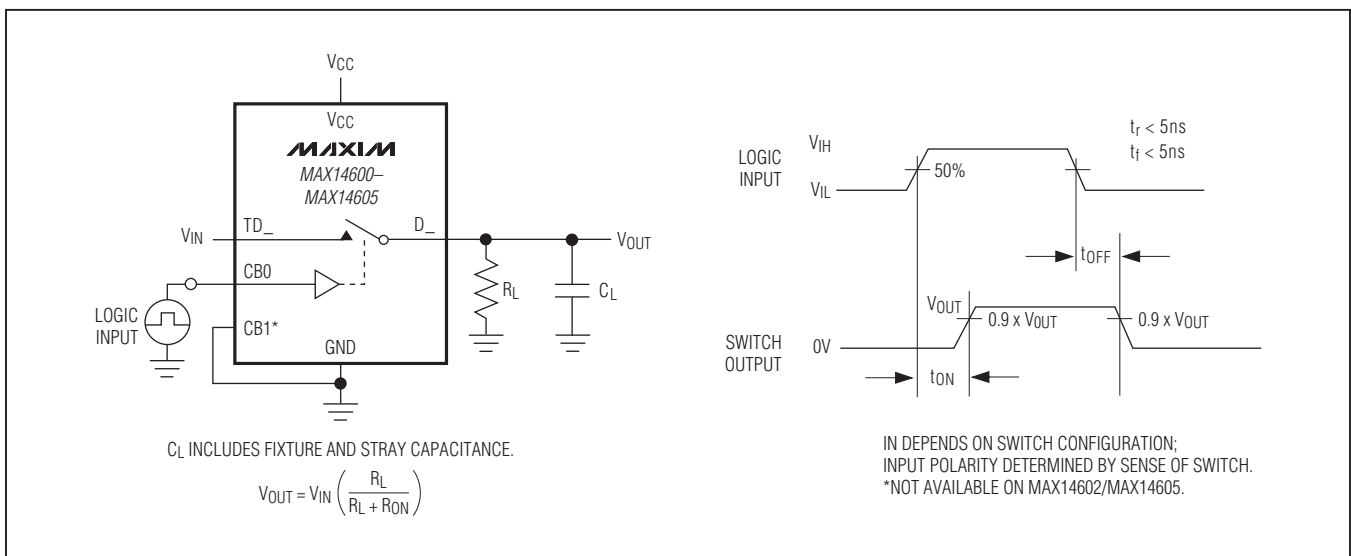 VCC
VCC
MAXIM
MAX14600–
MAX14605
VIN
TD_
D_
VOUT
CB0
RL
CL
LOGIC
INPUT
CB1*
GND
CL INCLUDES FIXTURE AND STRAY CAPACITANCE.
VOUT = VIN ( RL / RL + RON )
tr < 5ns
tf < 5ns
LOGIC
INPUT
VIH
VIL
50%
tOFF
VOUT
0.9 x VOUT
0.9 x VOUT
SWITCH
OUTPUT
0V
tON
IN DEPENDS ON SWITCH CONFIGURATION;
INPUT POLARITY DETERMINED BY SENSE OF SWITCH.
*NOT AVAILABLE ON MAX14602/MAX14605.